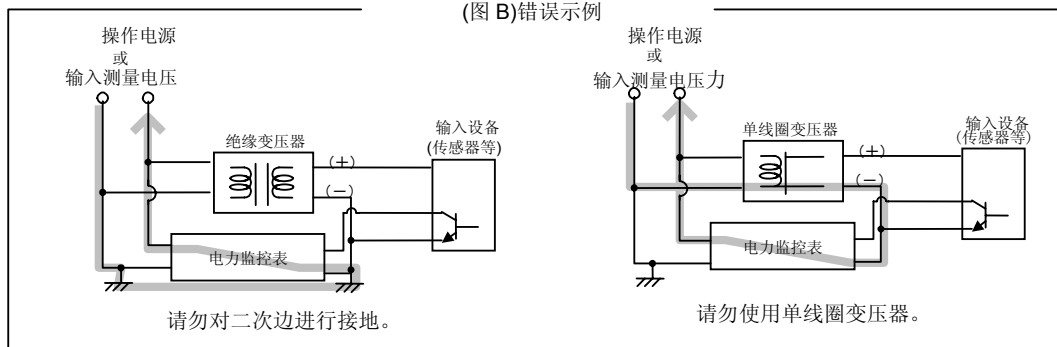 (图 B)错误示例
操作电源
或
输入测量电压
绝缘变压器
(+)
(−)
输入设备
(传感器等)
电力监控表
请勿对二次边进行接地。
操作电源
或
输入测量电压力
单线圈变压器
(+)
(−)
输入设备
(传感器等)
电力监控表
请勿使用单线圈变压器。